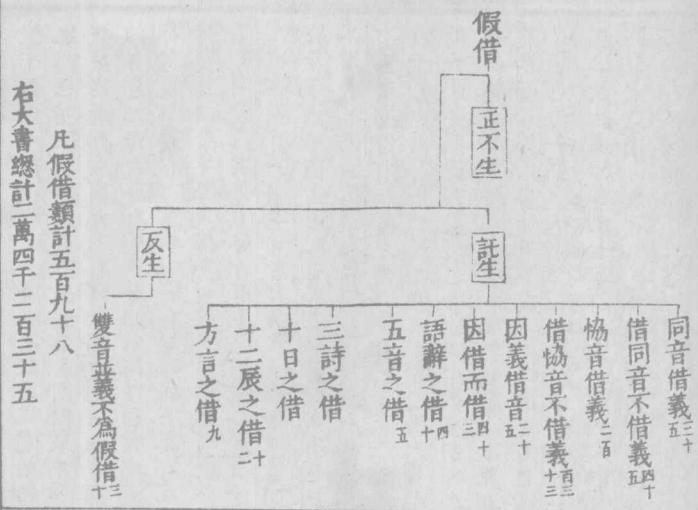 假借
正不生
託生
反生
同音借義三十五
借同音不借義四十五
恊音借義二百
借恊音不借義百三十三
因義借音二十五
因借而借四十三
語辭之借四十
五音之借五
三詩之借
十日之借
十二辰之借十二
方言之借九
雙音並義不爲假借三十
凡假借類計五百九十八
右六書緫計二萬四千二百三十五